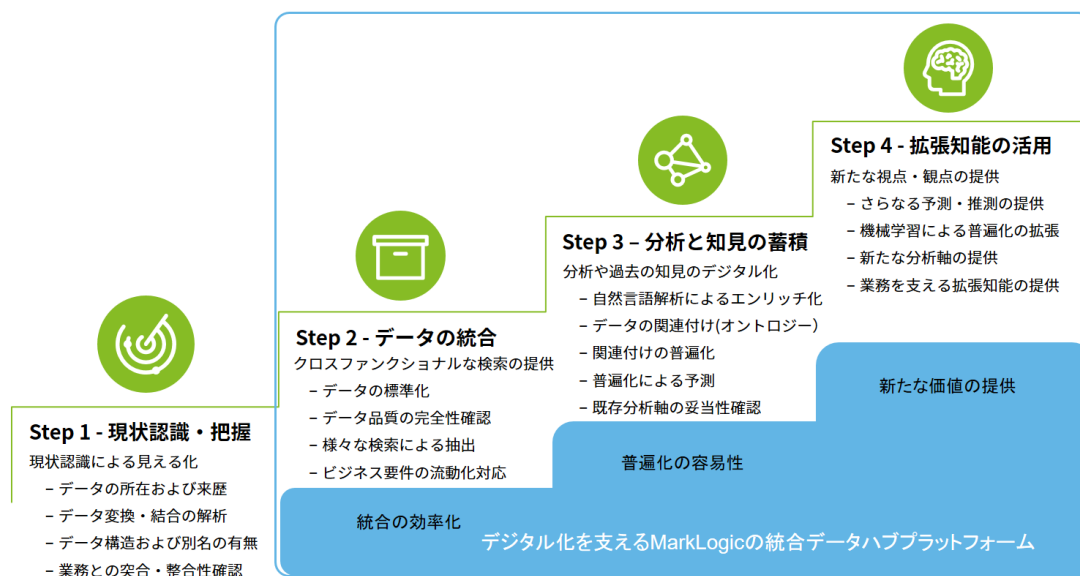 Step 1 - 現状認識・把握
現状認識による見える化
– データの所在および来歴
– データ変換・結合の解析
– データ構造および別名の有無
– 業務との突合・整合性確認
Step 2 - データの統合
クロスファンクショナルな検索の提供
– データの標準化
– データ品質の完全性確認
– 様々な検索による抽出
– ビジネス要件の流動化対応
Step 3 – 分析と知見の蓄積
分析や過去の知見のデジタル化
– 自然言語解析によるエンリッチ化
– データの関連付け(オントロジー)
– 関連付けの普遍化
– 普遍化による予測
– 既存分析軸の妥当性確認
Step 4 - 拡張知能の活用
新たな視点・観点の提供
– さらなる予測・推測の提供
– 機械学習による普遍化の拡張
– 新たな分析軸の提供
– 業務を支える拡張知能の提供
統合の効率化
普遍化の容易性
新たな価値の提供
デジタル化を支えるMarkLogicの統合データハブプラットフォーム